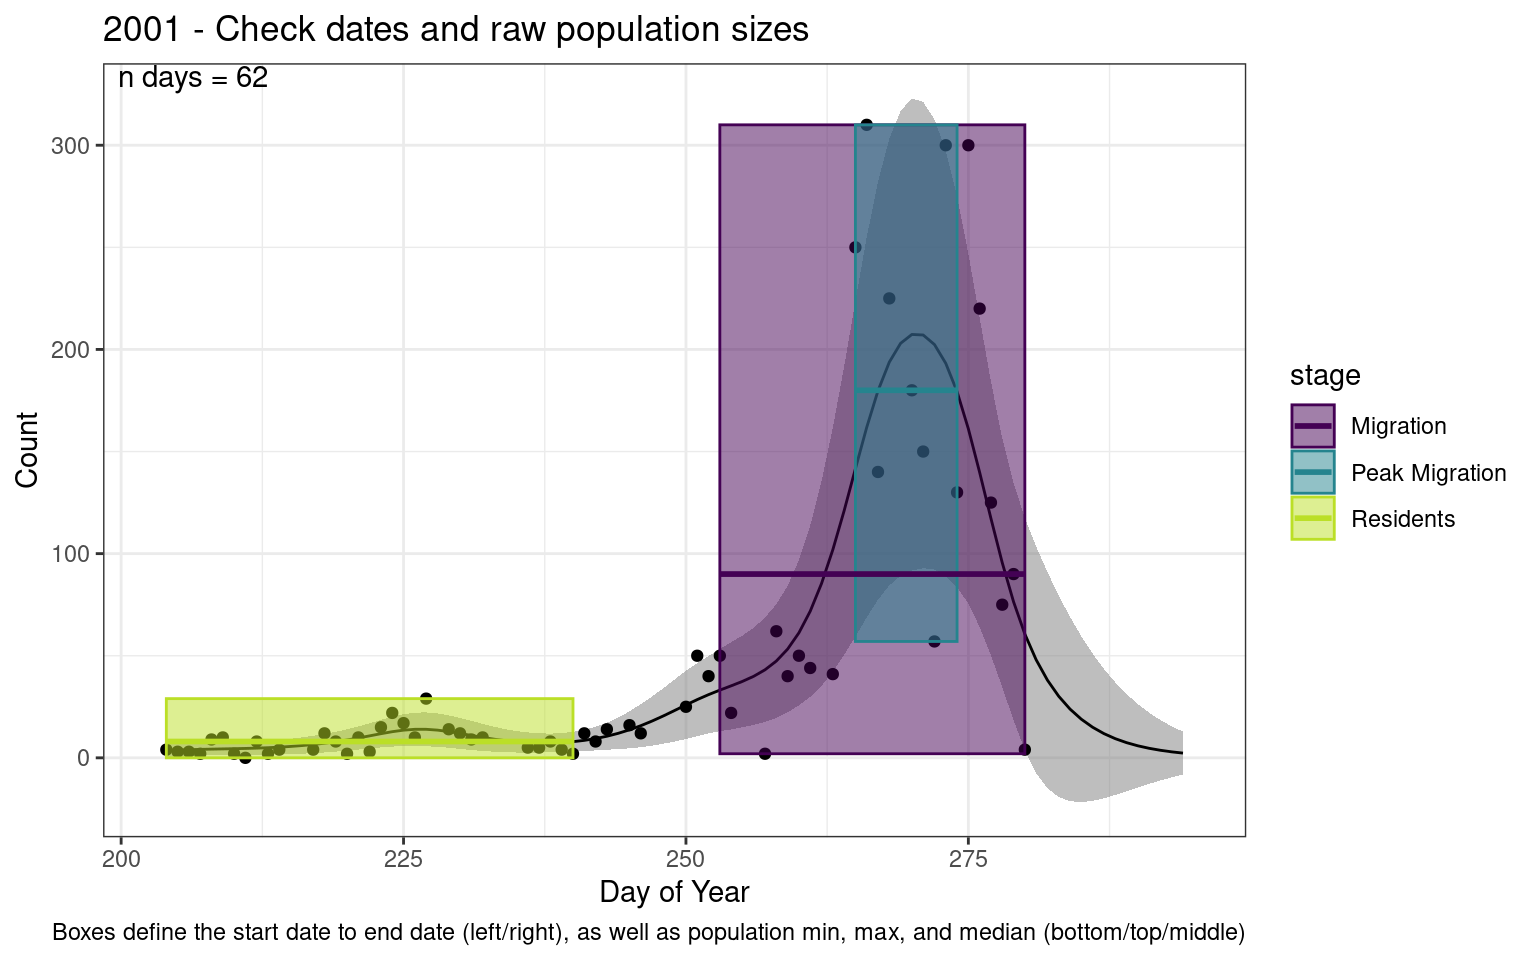 2001 - Check dates and raw population sizes
n days = 62
300
200
100
0
Count
200 225 250 275
Day of Year
stage
Migration
Peak Migration
Residents
Boxes define the start date to end date (left/right), as well as population min, max, and median (bottom/top/middle)